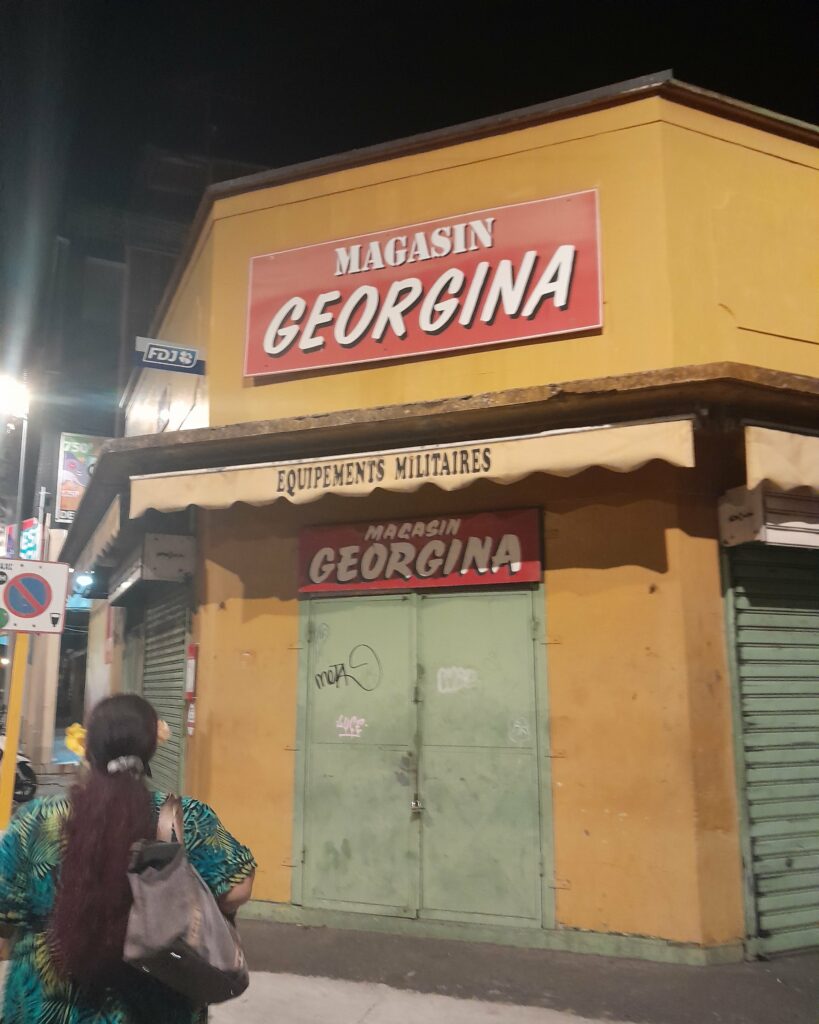 MAGASIN
GEORGINA
FDJ
EQUIPEMENTS MILITAIRES
MAGASIN
GEORGINA